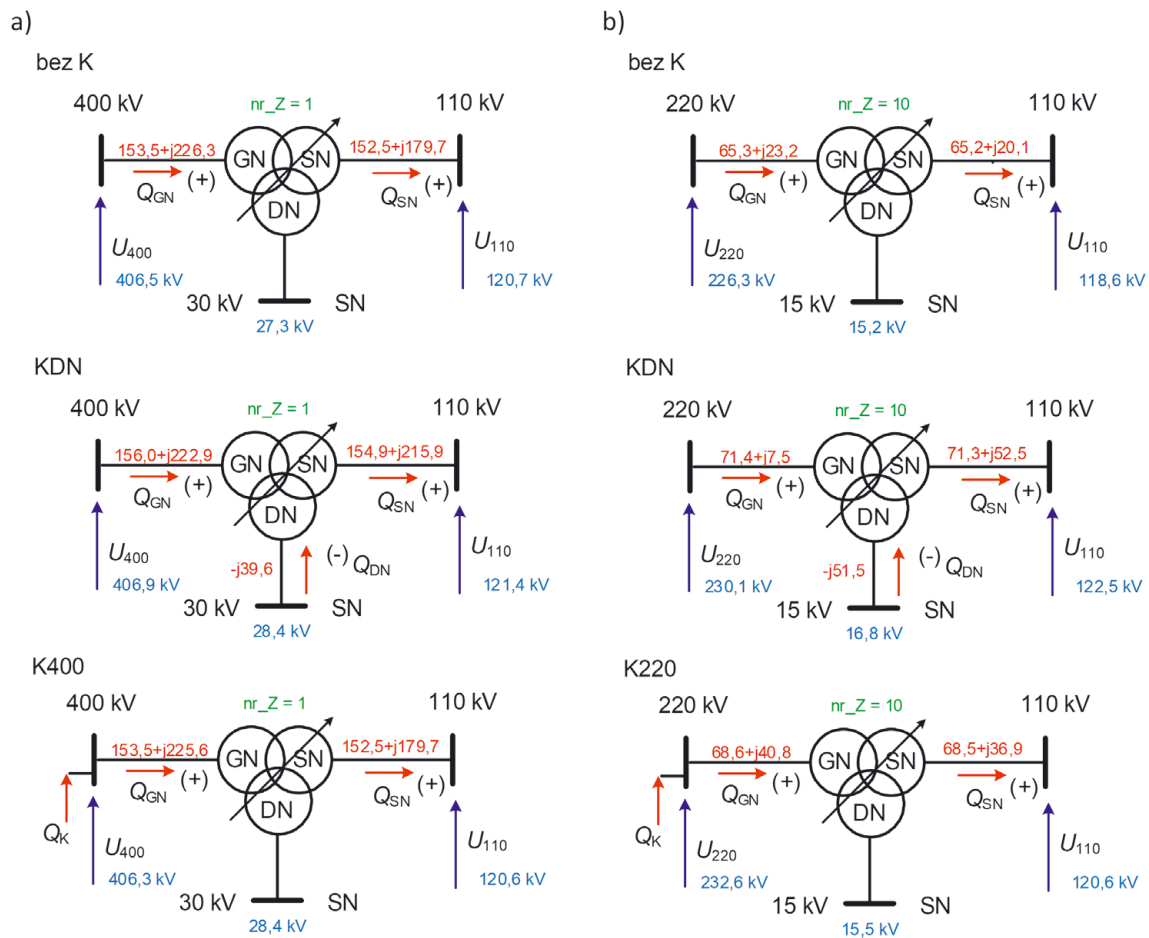 a)
bez K
400 kV
nr_Z = 1
110 kV
153,5+j226,3
GN
SN
152,5+j179,7
QGN
(+)
DN
QSN
(+)
U400
406,5 kV
U110
120,7 kV
30 kV
SN
27,3 kV
KDN
400 kV
nr_Z = 1
110 kV
156,0+j222,9
GN
SN
154,9+j215,9
QGN
(+)
DN
QSN
(+)
U400
406,9 kV
-j39,6
(-)
QDN
U110
121,4 kV
30 kV
SN
28,4 kV
K400
400 kV
nr_Z = 1
110 kV
153,5+j225,6
GN
SN
152,5+j179,7
QGN
(+)
DN
QSN
(+)
QK
U400
406,3 kV
U110
120,6 kV
30 kV
SN
28,4 kV
b)
bez K
220 kV
nr_Z = 10
110 kV
65,3+j23,2
GN
SN
65,2+j20,1
QGN
(+)
DN
QSN
(+)
U220
226,3 kV
U110
118,6 kV
15 kV
SN
15,2 kV
KDN
220 kV
nr_Z = 10
110 kV
71,4+j7,5
GN
SN
71,3+j52,5
QGN
(+)
DN
QSN
(+)
U220
230,1 kV
-j51,5
(-)
QDN
U110
122,5 kV
15 kV
SN
16,8 kV
K220
220 kV
nr_Z = 10
110 kV
68,6+j40,8
GN
SN
68,5+j36,9
QGN
(+)
DN
QSN
(+)
QK
U220
232,6 kV
U110
120,6 kV
15 kV
SN
15,5 kV